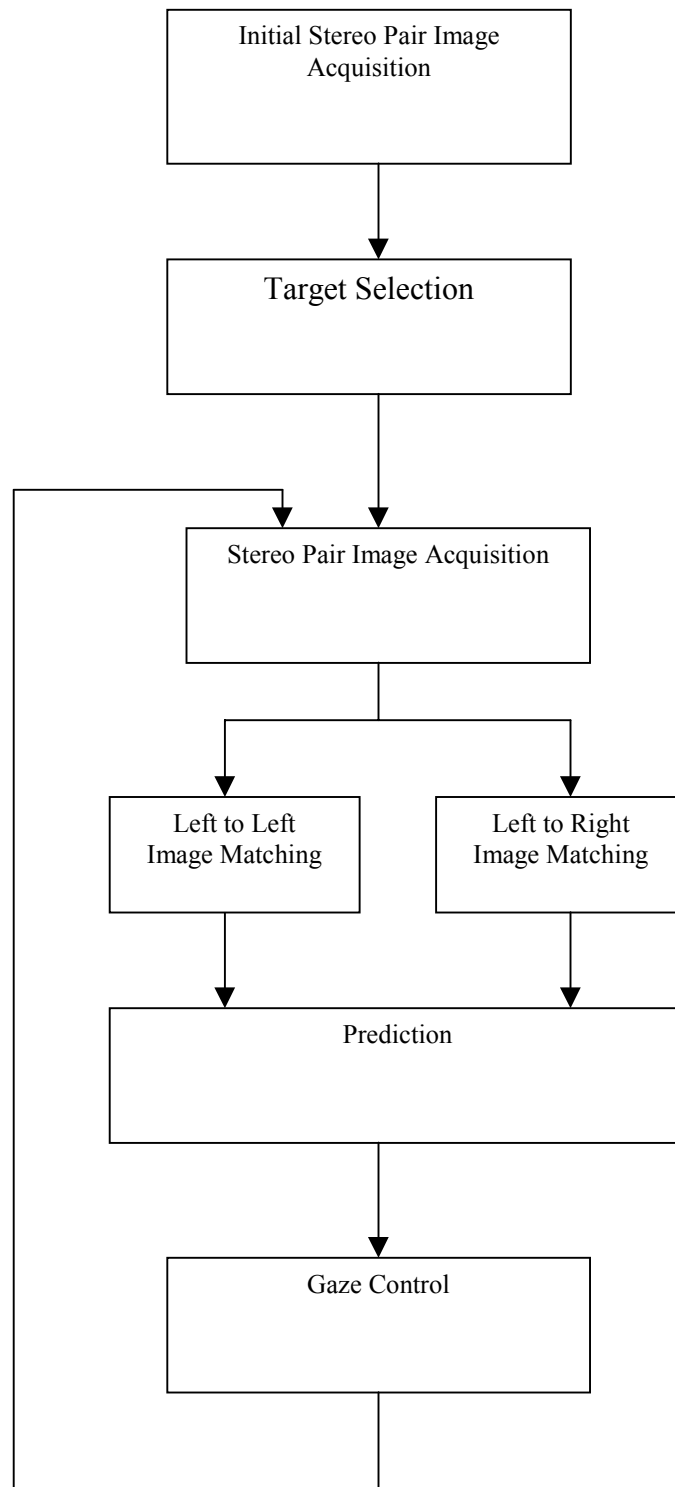 Initial Stereo Pair Image
Acquisition
Target Selection
Stereo Pair Image Acquisition
Left to Left
Image Matching
Left to Right
Image Matching
Prediction
Gaze Control